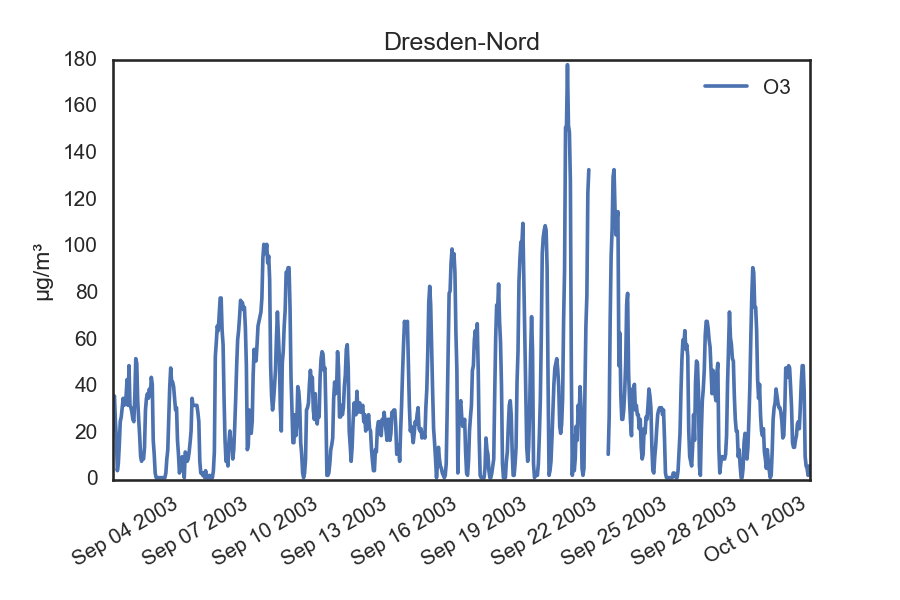 Dresden-Nord
180
160
140
120
100
80
60
40
20
0
µg/m³
O3
Sep 04 2003
Sep 07 2003
Sep 10 2003
Sep 13 2003
Sep 16 2003
Sep 19 2003
Sep 22 2003
Sep 25 2003
Sep 28 2003
Oct 01 2003